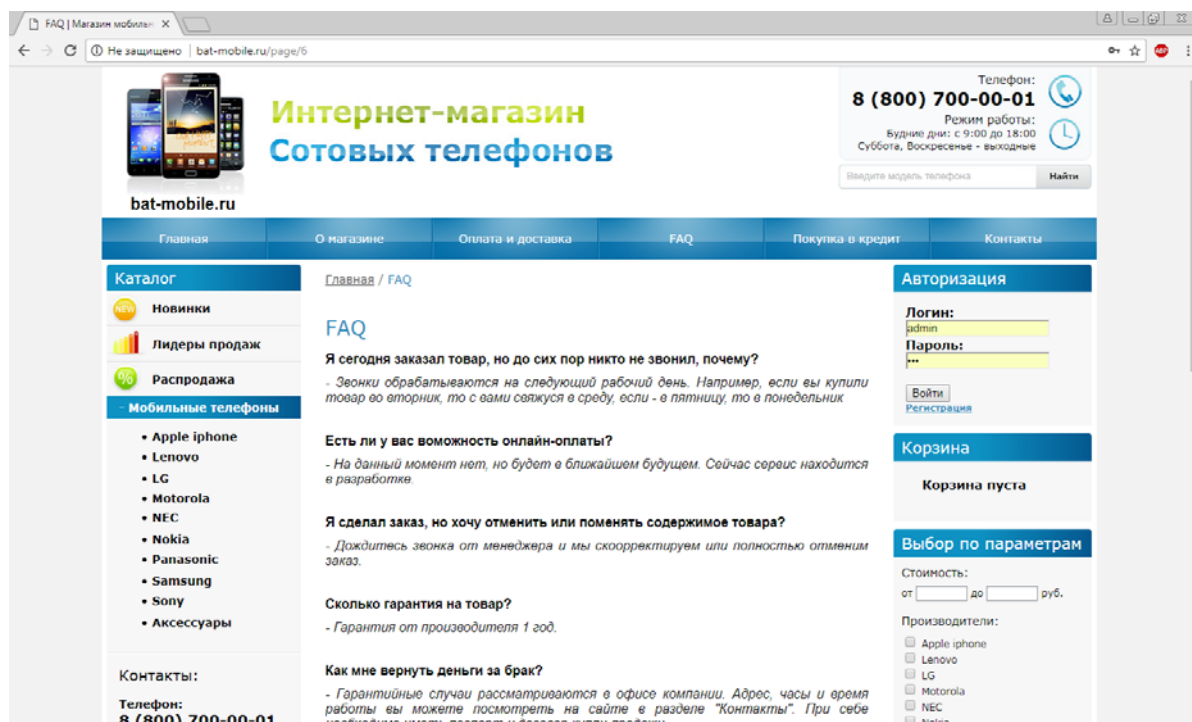 FAQ | Магазин мобильн
Не защищено | bat-mobile.ru/page/6
ABP
Интернет-магазин
Сотовых телефонов
bat-mobile.ru
Телефон:
8 (800) 700-00-01
Режим работы:
Будние дни: с 9:00 до 18:00
Суббота, Воскресенье - выходные
Введите модель телефона
Найти
Главная
О магазине
Оплата и доставка
FAQ
Покупка в кредит
Контакты
Каталог
NEW
Новинки
Лидеры продаж
%
Распродажа
- Мобильные телефоны
• Apple iphone
• Lenovo
• LG
• Motorola
• NEC
• Nokia
• Panasonic
• Samsung
• Sony
• Аксессуары
Контакты:
Телефон:
8 (800) 700-00-01
Главная / FAQ
FAQ
Я сегодня заказал товар, но до сих пор никто не звонил, почему?
- Звонки обрабатываются на следующий рабочий день. Например, если вы купили
товар во вторник, то с вами свяжуся в среду, если - в пятницу, то в понедельник
Есть ли у вас воможность онлайн-оплаты?
- На данный момент нет, но будет в ближайшем будущем. Сейчас сервис находится
в разработке.
Я сделал заказ, но хочу отменить или поменять содержимое товара?
- Дождитесь звонка от менеджера и мы скоорректируем или полностью отменим
заказ.
Сколько гарантия на товар?
- Гарантия от производителя 1 год.
Как мне вернуть деньги за брак?
- Гарантийные случаи рассматриваются в офисе компании. Адрес, часы и время
работы вы можете посмотреть на сайте в разделе "Контакты". При себе
Авторизация
Логин:
admin
Пароль:
•••
Войти
Регистрация
Корзина
Корзина пуста
Выбор по параметрам
Стоимость:
от до руб.
Производители:
Apple iphone
Lenovo
LG
Motorola
NEC